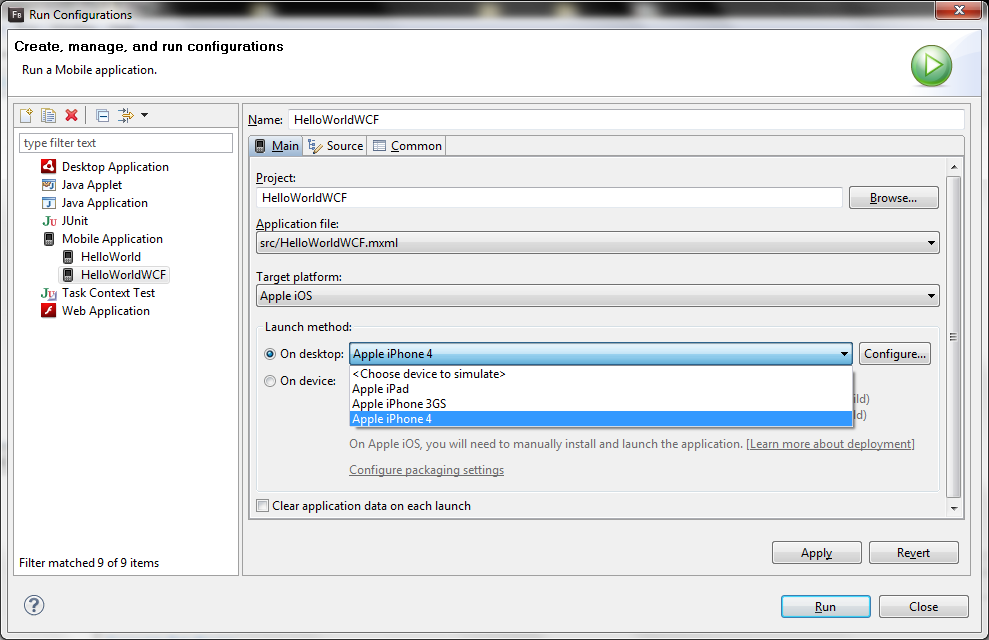 Fb Run Configurations
Create, manage, and run configurations
Run a Mobile application.
type filter text
Desktop Application
Java Applet
Java Application
Ju JUnit
Mobile Application
HelloWorld
HelloWorldWCF
Task Context Test
Web Application
Filter matched 9 of 9 items
Name: HelloWorldWCF
Main Source Common
Project:
HelloWorldWCF Browse...
Application file:
src/HelloWorldWCF.mxml
Target platform:
Apple iOS
Launch method:
On desktop: Apple iPhone 4 Configure...
<Choose device to simulate>
On device:
Apple iPad
Apple iPhone 3GS
Apple iPhone 4
On Apple iOS, you will need to manually install and launch the application. [Learn more about deployment]
Configure packaging settings
Clear application data on each launch
Apply Revert
? Run Close